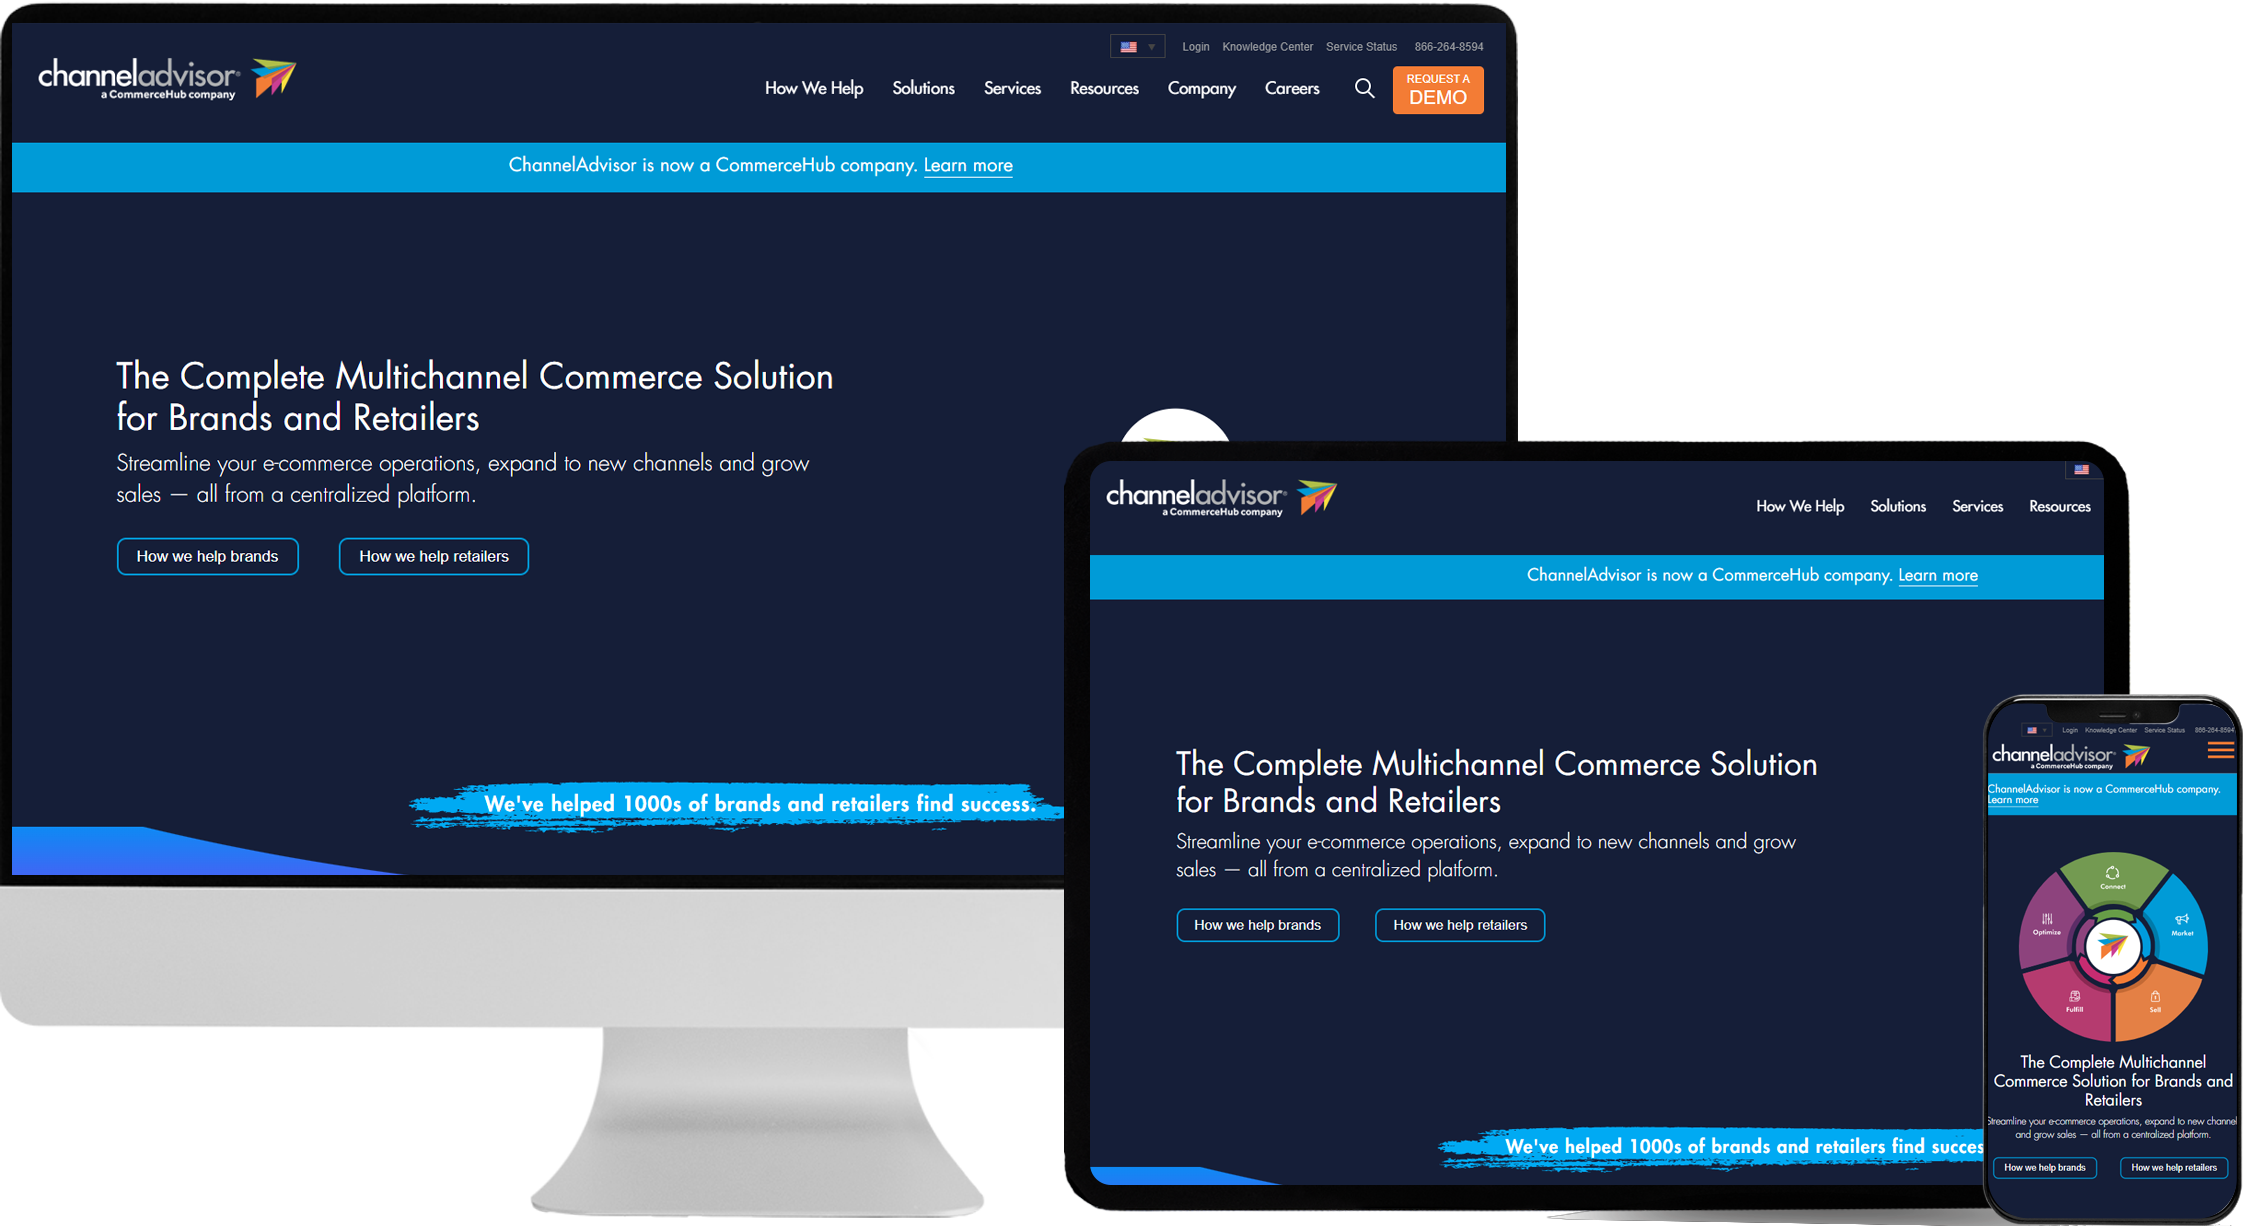 Login Knowledge Center Service Status 866-264-8594
channeladvisor®
a CommerceHub company
How We Help Solutions Services Resources Company Careers
REQUEST A
DEMO
ChannelAdvisor is now a CommerceHub company. Learn more
The Complete Multichannel Commerce Solution
for Brands and Retailers
Streamline your e-commerce operations, expand to new channels and grow
sales — all from a centralized platform.
How we help brands How we help retailers
We've helped 1000s of brands and retailers find success.
channeladvisor®
a CommerceHub company
How We Help Solutions Services Resources
ChannelAdvisor is now a CommerceHub company. Learn more
The Complete Multichannel Commerce Solution
for Brands and Retailers
Streamline your e-commerce operations, expand to new channels and grow
sales — all from a centralized platform.
How we help brands How we help retailers
We've helped 1000s of brands and retailers find succes
Login Knowledge Center Service Status 866-264-8594
channeladvisor®
a CommerceHub company
ChannelAdvisor is now a CommerceHub company.
Learn more
Connect
Optimize
Market
Fulfill
Sell
The Complete Multichannel
Commerce Solution for Brands and
Retailers
Streamline your e-commerce operations, expand to new channel
and grow sales — all from a centralized platform.
How we help brands How we help retailers